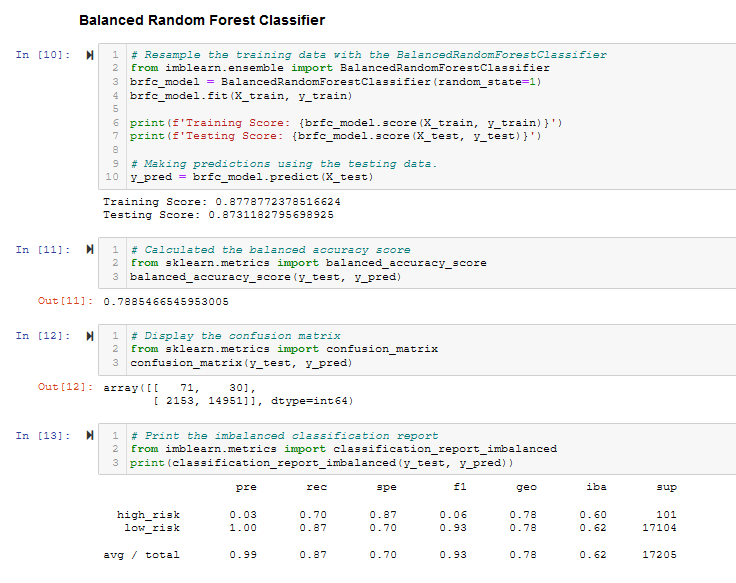 Balanced Random Forest Classifier
In [10]: 1 # Resample the training data with the BalancedRandomForestClassifier
2 from imblearn.ensemble import BalancedRandomForestClassifier
3 brfc_model = BalancedRandomForestClassifier(random_state=1)
4 brfc_model.fit(X_train, y_train)
5
6 print(f'Training Score: {brfc_model.score(X_train, y_train)}')
7 print(f'Testing Score: {brfc_model.score(X_test, y_test)}')
8
9 # Making predictions using the testing data.
10 y_pred = brfc_model.predict(X_test)
Training Score: 0.8778772378516624
Testing Score: 0.8731182795698925
In [11]: 1 # Calculated the balanced accuracy score
2 from sklearn.metrics import balanced_accuracy_score
3 balanced_accuracy_score(y_test, y_pred)
Out[11]: 0.7885466545953005
In [12]: 1 # Display the confusion matrix
2 from sklearn.metrics import confusion_matrix
3 confusion_matrix(y_test, y_pred)
Out[12]: array([[   71,    30],
[ 2153, 14951]], dtype=int64)
In [13]: 1 # Print the imbalanced classification report
2 from imblearn.metrics import classification_report_imbalanced
3 print(classification_report_imbalanced(y_test, y_pred))
pre rec spe f1 geo iba sup
high_risk 0.03 0.70 0.87 0.06 0.78 0.60 101
low_risk 1.00 0.87 0.70 0.93 0.78 0.62 17104
avg / total 0.99 0.87 0.70 0.93 0.78 0.62 17205